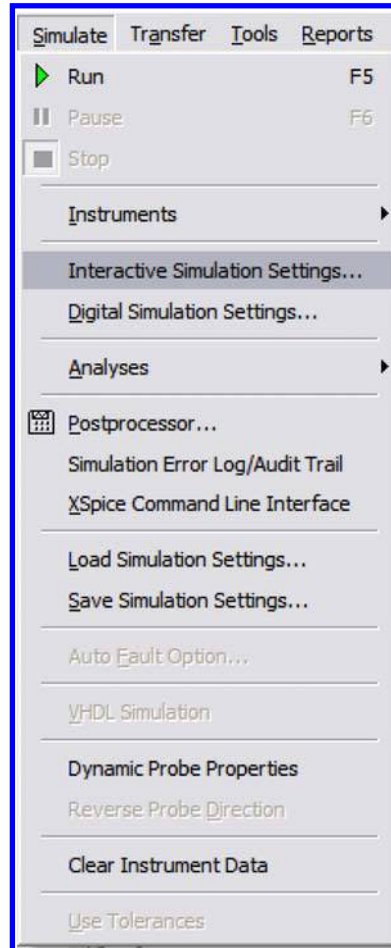 Simulate Transfer Tools Reports
Run F5
Pause F6
Stop
Instruments
Interactive Simulation Settings...
Digital Simulation Settings...
Analyses
Postprocessor...
Simulation Error Log/Audit Trail
XSpice Command Line Interface
Load Simulation Settings...
Save Simulation Settings...
Auto Fault Option...
VHDL Simulation
Dynamic Probe Properties
Reverse Probe Direction
Clear Instrument Data
Use Tolerances